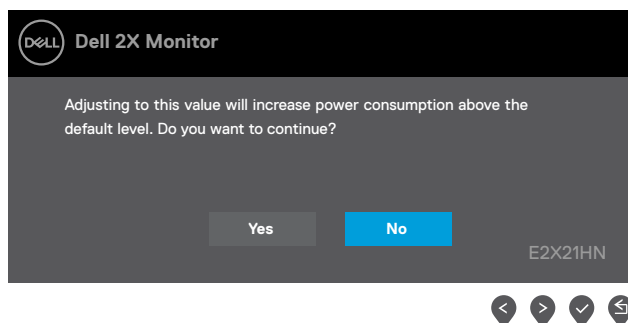 DELL
Dell 2X Monitor
Adjusting to this value will increase power consumption above the
default level. Do you want to continue?
Yes
No
E2X21HN